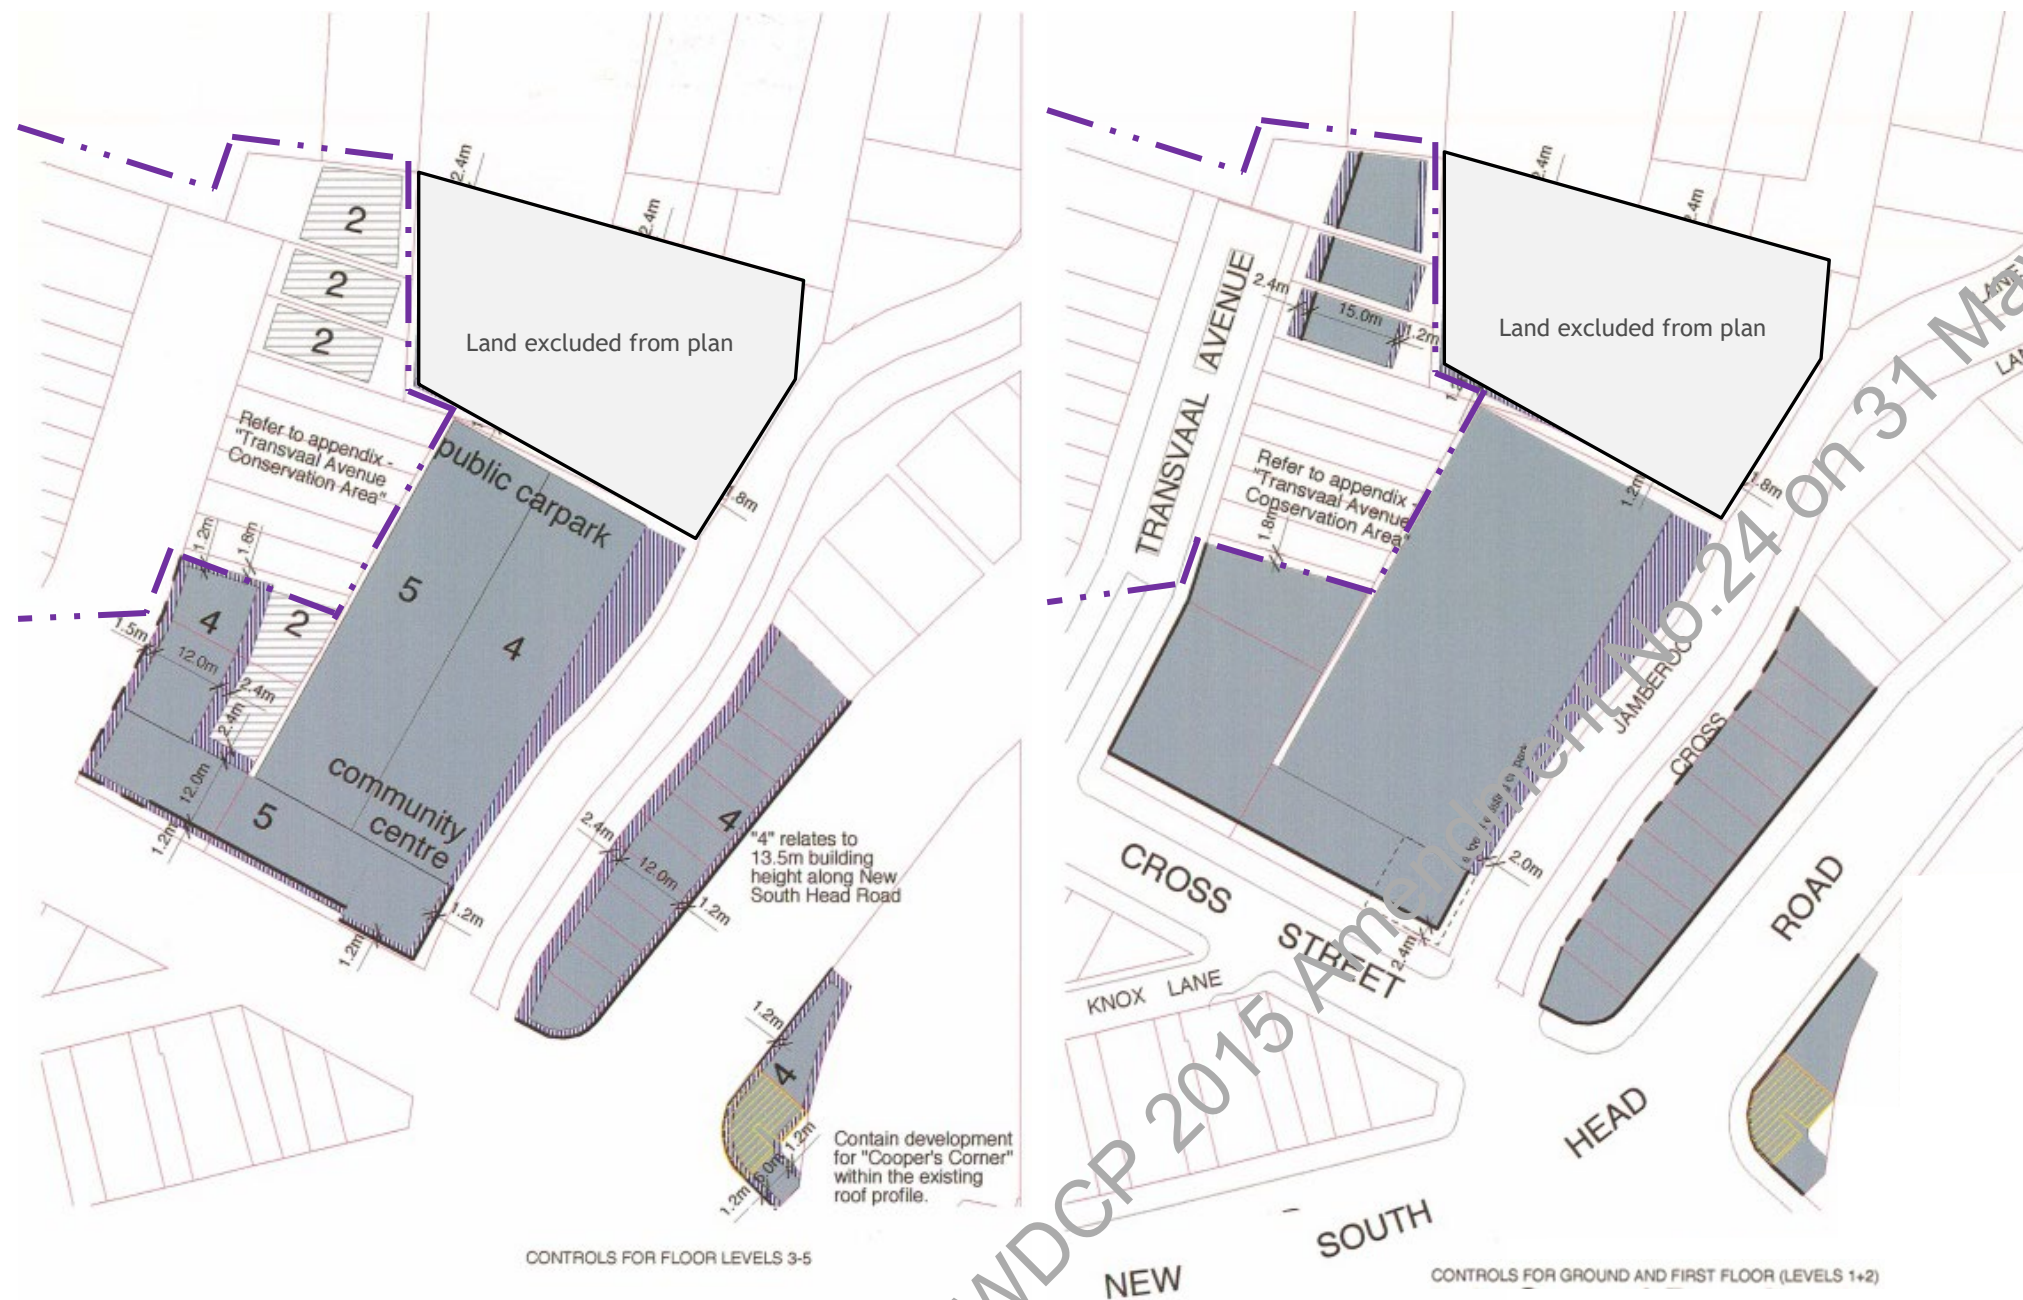 2.4m
2.4m
2
2
2
Land excluded from plan
Refer to appendix -
"Transvaal Avenue
Conservation Area"
public carpark
1.8m
1.2m
1.8m
5
4
2
4
1.5m
12.0m
2.4m
2.4m
12.0m
1.2m
5
community
centre
1.2m
1.2m
2.4m
12.0m
1.2m
4
"4" relates to
13.5m building
height along New
South Head Road
1.2m
4
1.2m
6.0m
1.2m
Contain development
for "Cooper's Corner"
within the existing
roof profile.
CONTROLS FOR FLOOR LEVELS 3-5
2.4m
2.4m
Land excluded from plan
TRANSVAAL AVENUE
2.4m
15.0m
1.2m
Refer to appendix -
"Transvaal Avenue
Conservation Area"
1.8m
1.2m
1.8m
JAMBEROO
CROSS
2.0m
2.4m
CROSS
STREET
KNOX LANE
NEW
SOUTH
HEAD
ROAD
CONTROLS FOR GROUND AND FIRST FLOOR (LEVELS 1+2)
WDCP 2015 Amendment No.24 on 31